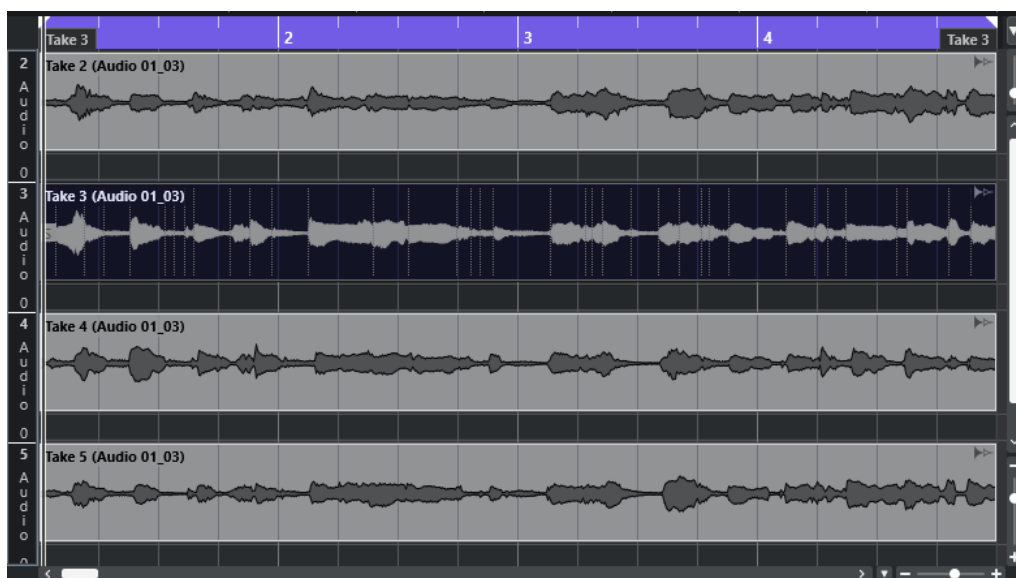 Take 3 2 3 4 Take 3
2 Take 2 (Audio 01_03)
Audio
0
3 Take 3 (Audio 01_03)
Audio
S
0
4 Take 4 (Audio 01_03)
Audio
0
5 Take 5 (Audio 01_03)
Audio
0